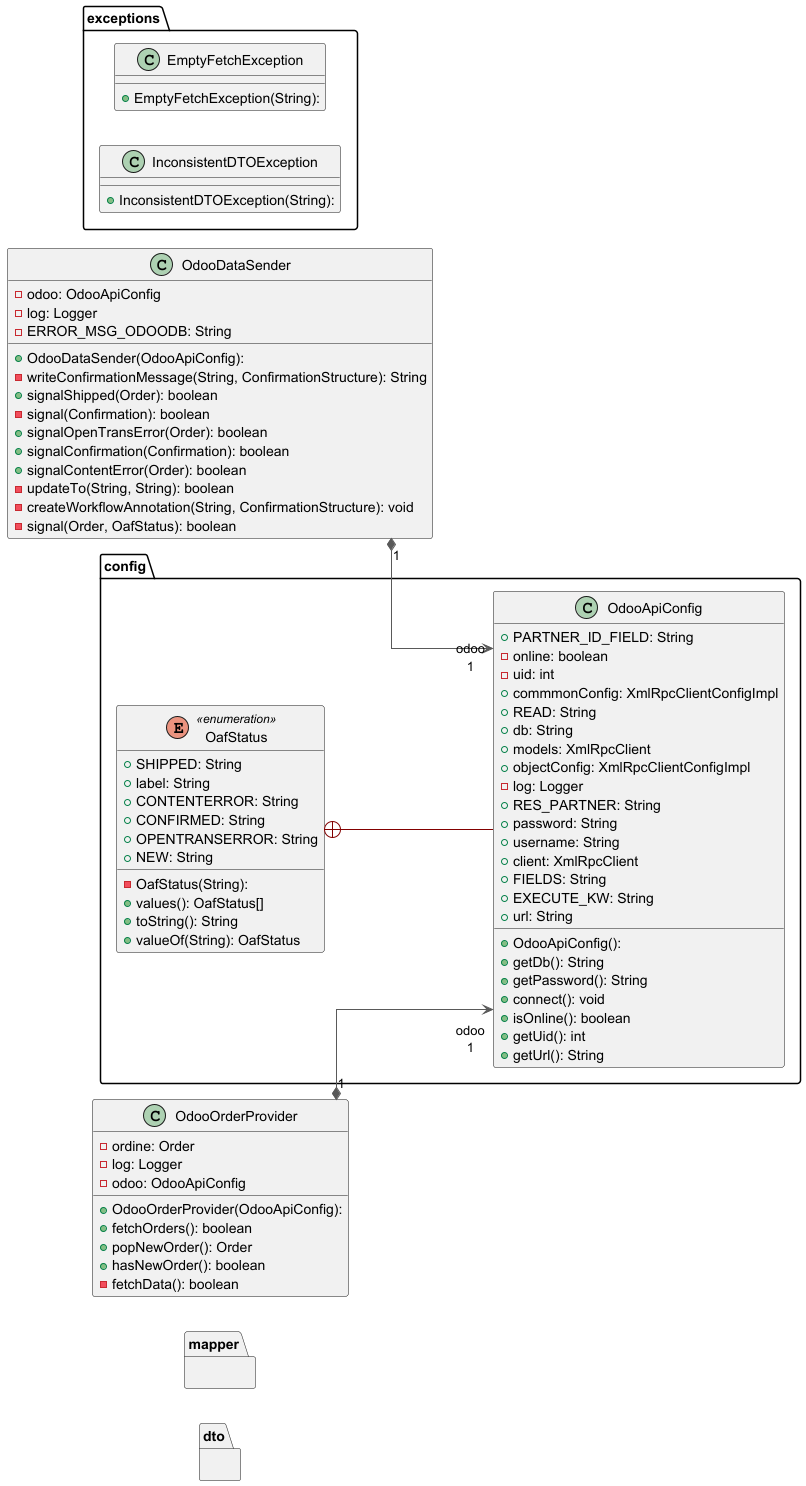 exceptions
C EmptyFetchException
EmptyFetchException(String):
C InconsistentDTOException
InconsistentDTOException(String):
C OdooDataSender
odoo: OdooApiConfig
log: Logger
ERROR_MSG_ODOODB: String
OdooDataSender(OdooApiConfig):
writeConfirmationMessage(String, ConfirmationStructure): String
signalShipped(Order): boolean
signal(Confirmation): boolean
signalOpenTransError(Order): boolean
signalConfirmation(Confirmation): boolean
signalContentError(Order): boolean
updateTo(String, String): boolean
createWorkflowAnnotation(String, ConfirmationStructure): void
signal(Order, OafStatus): boolean
1
config
odoo
1
C OdooApiConfig
PARTNER_ID_FIELD: String
online: boolean
uid: int
commmonConfig: XmlRpcClientConfigImpl
READ: String
db: String
models: XmlRpcClient
objectConfig: XmlRpcClientConfigImpl
log: Logger
RES_PARTNER: String
password: String
username: String
client: XmlRpcClient
FIELDS: String
EXECUTE_KW: String
url: String
OdooApiConfig():
getDb(): String
getPassword(): String
connect(): void
isOnline(): boolean
getUid(): int
getUrl(): String
E «enumeration»
OafStatus
SHIPPED: String
label: String
CONTENTERROR: String
CONFIRMED: String
OPENTRANSERROR: String
NEW: String
OafStatus(String):
values(): OafStatus[]
toString(): String
valueOf(String): OafStatus
odoo
1
1
C OdooOrderProvider
ordine: Order
log: Logger
odoo: OdooApiConfig
OdooOrderProvider(OdooApiConfig):
fetchOrders(): boolean
popNewOrder(): Order
hasNewOrder(): boolean
fetchData(): boolean
mapper
dto